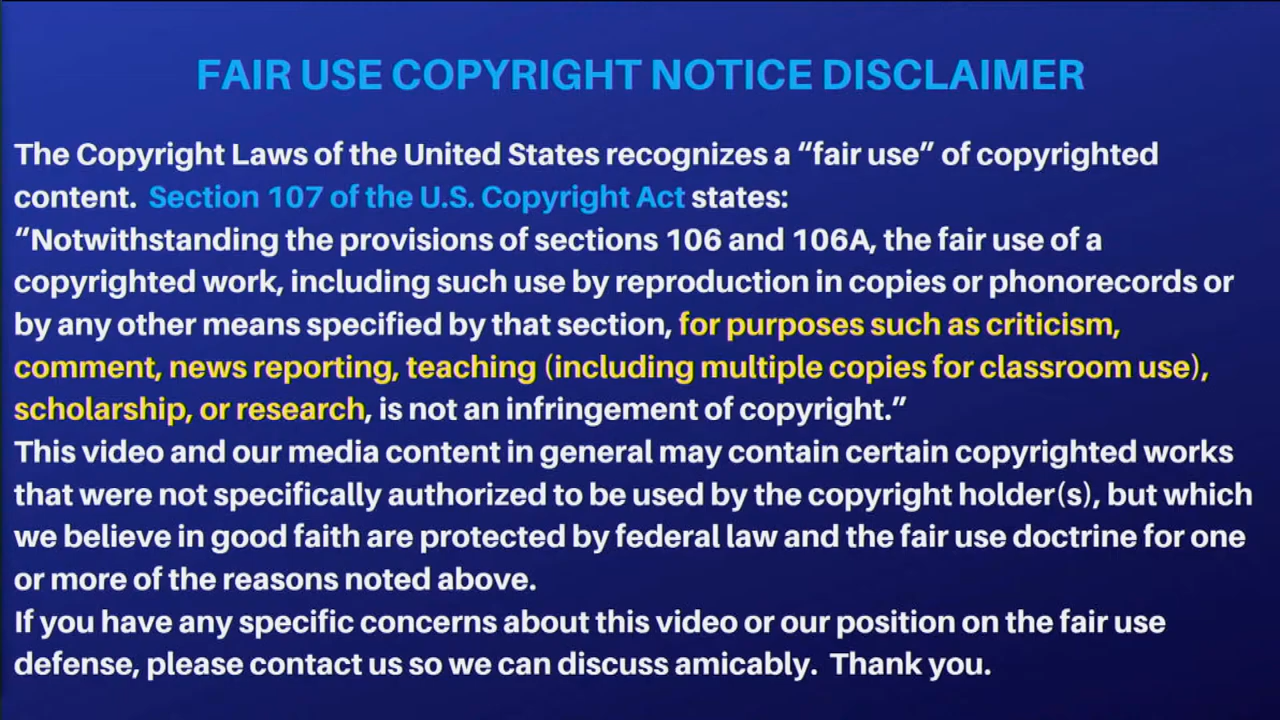 FAIR USE COPYRIGHT NOTICE DISCLAIMER
The Copyright Laws of the United States recognizes a “fair use” of copyrighted
content.  Section 107 of the U.S. Copyright Act states:
“Notwithstanding the provisions of sections 106 and 106A, the fair use of a
copyrighted work, including such use by reproduction in copies or phonorecords or
by any other means specified by that section, for purposes such as criticism,
comment, news reporting, teaching (including multiple copies for classroom use),
scholarship, or research, is not an infringement of copyright.”
This video and our media content in general may contain certain copyrighted works
that were not specifically authorized to be used by the copyright holder(s), but which
we believe in good faith are protected by federal law and the fair use doctrine for one
or more of the reasons noted above.
If you have any specific concerns about this video or our position on the fair use
defense, please contact us so we can discuss amicably.  Thank you.